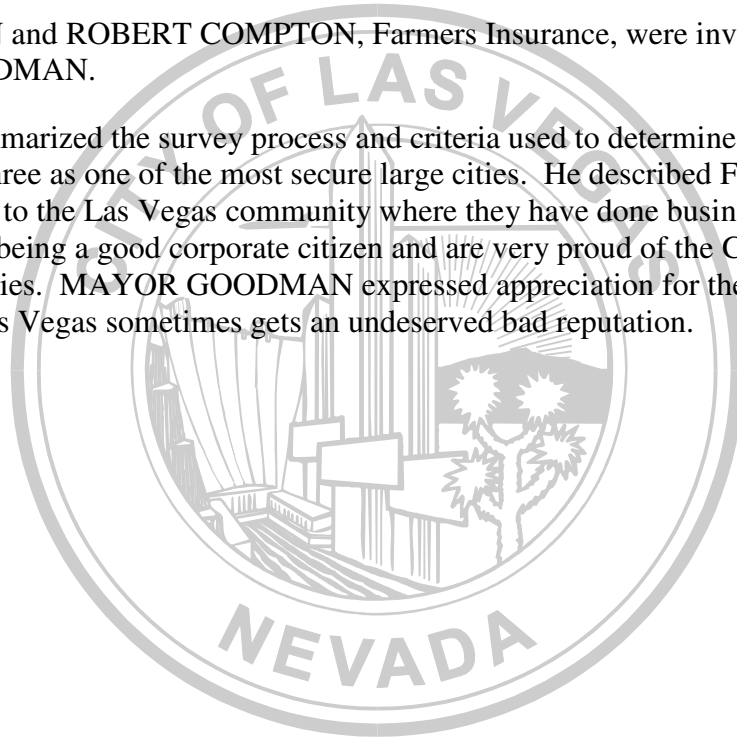 and ROBERT COMPTON, Farmers Insurance, were inv
DMAN.
marized the survey process and criteria used to determine
hree as one of the most secure large cities. He described F
to the Las Vegas community where they have done busin
being a good corporate citizen and are very proud of the C
ies. MAYOR GOODMAN expressed appreciation for the
s Vegas sometimes gets an undeserved bad reputation.
CITY OF LAS VEGAS
NEVADA